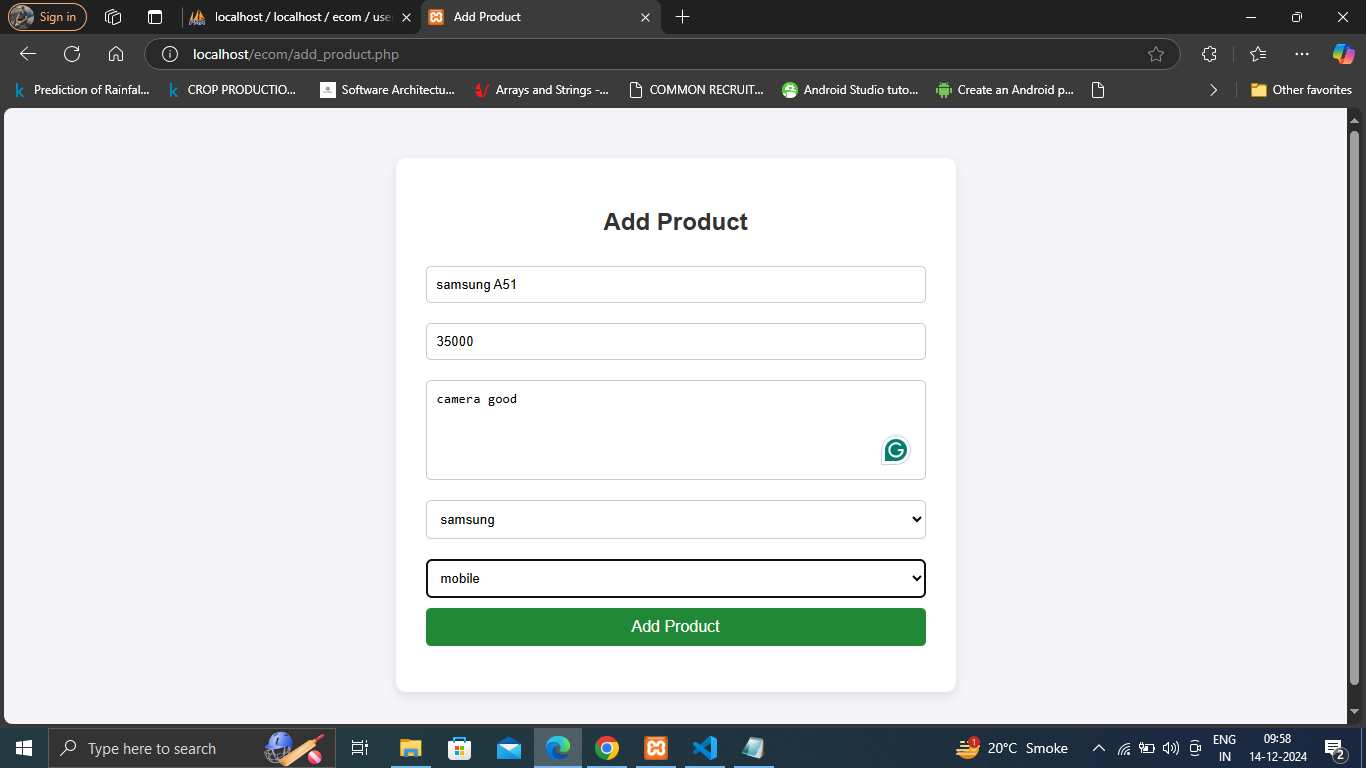 Sign in
localhost / localhost / ecom / use
Add Product
localhost/ecom/add_product.php
Prediction of Rainfal...
CROP PRODUCTIO...
Software Architectu...
Arrays and Strings -...
COMMON RECRUIT...
Android Studio tuto...
Create an Android p...
Other favorites
Add Product
samsung A51
35000
camera good
samsung
mobile
Add Product
Type here to search
1
20°C Smoke
ENG
IN
09:58
14-12-2024
2